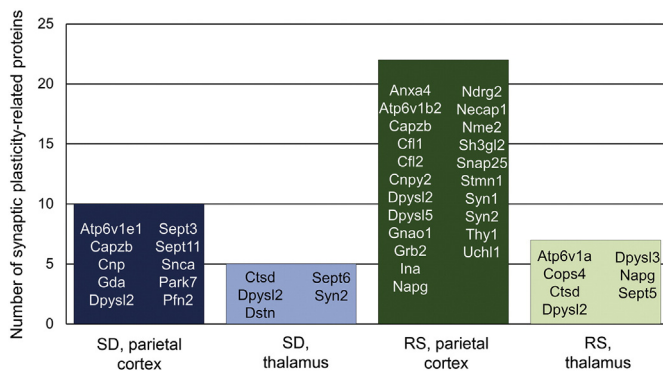 Number of synaptic plasticity-related proteins
25
20
15
10
5
0
Atp6v1e1
Capzb
Cnp
Gda
Dpysl2
Sept3
Sept11
Snca
Park7
Pfn2
Ctsd
Dpysl2
Dstn
Sept6
Syn2
Anxa4
Atp6v1b2
Capzb
Cfl1
Cfl2
Cnpy2
Dpysl2
Dpysl5
Gnao1
Grb2
Ina
Napg
Ndrg2
Necap1
Nme2
Sh3gl2
Snap25
Stmn1
Syn1
Syn2
Thy1
Uchl1
Atp6v1a
Cops4
Ctsd
Dpysl2
Dpysl3
Napg
Sept5
SD, parietal
cortex
SD,
thalamus
RS, parietal
cortex
RS,
thalamus